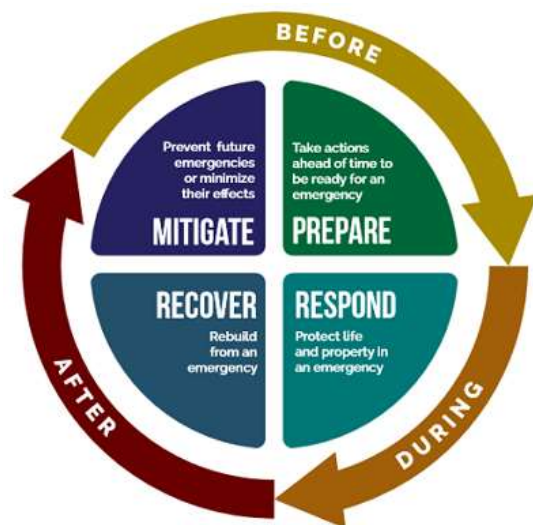 BEFORE
Prevent future
emergencies
or minimize
their effects
MITIGATE
Take actions
ahead of time to
be ready for an
emergency
PREPARE
RECOVER
Rebuild
from an
emergency
RESPOND
Protect life
and property in
an emergency
AFTER
DURING